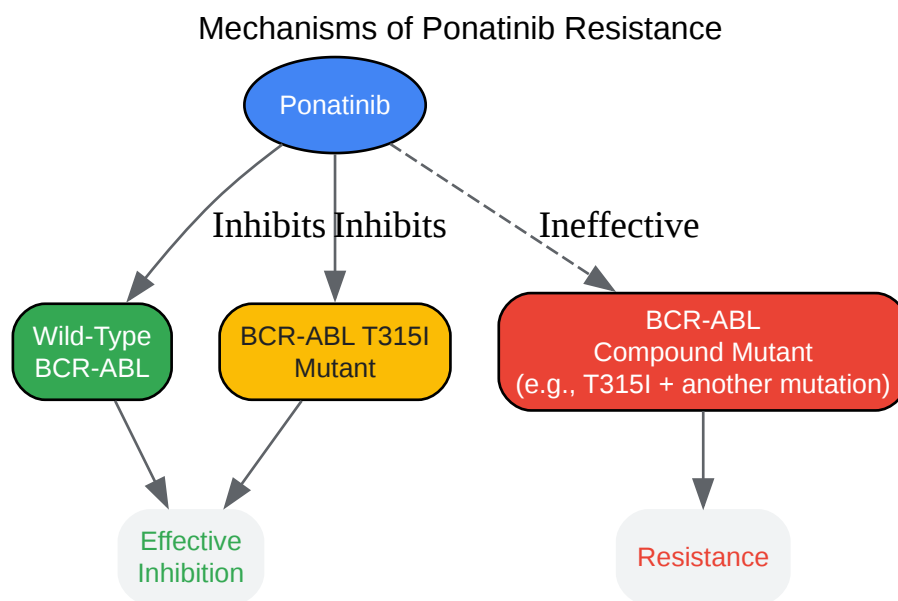 Mechanisms of Ponatinib Resistance
Ponatinib
Inhibits
Inhibits
Ineffective
Wild-Type
BCR-ABL
BCR-ABL T315I
Mutant
BCR-ABL
Compound Mutant
(e.g., T315I + another mutation)
Effective
Inhibition
Resistance